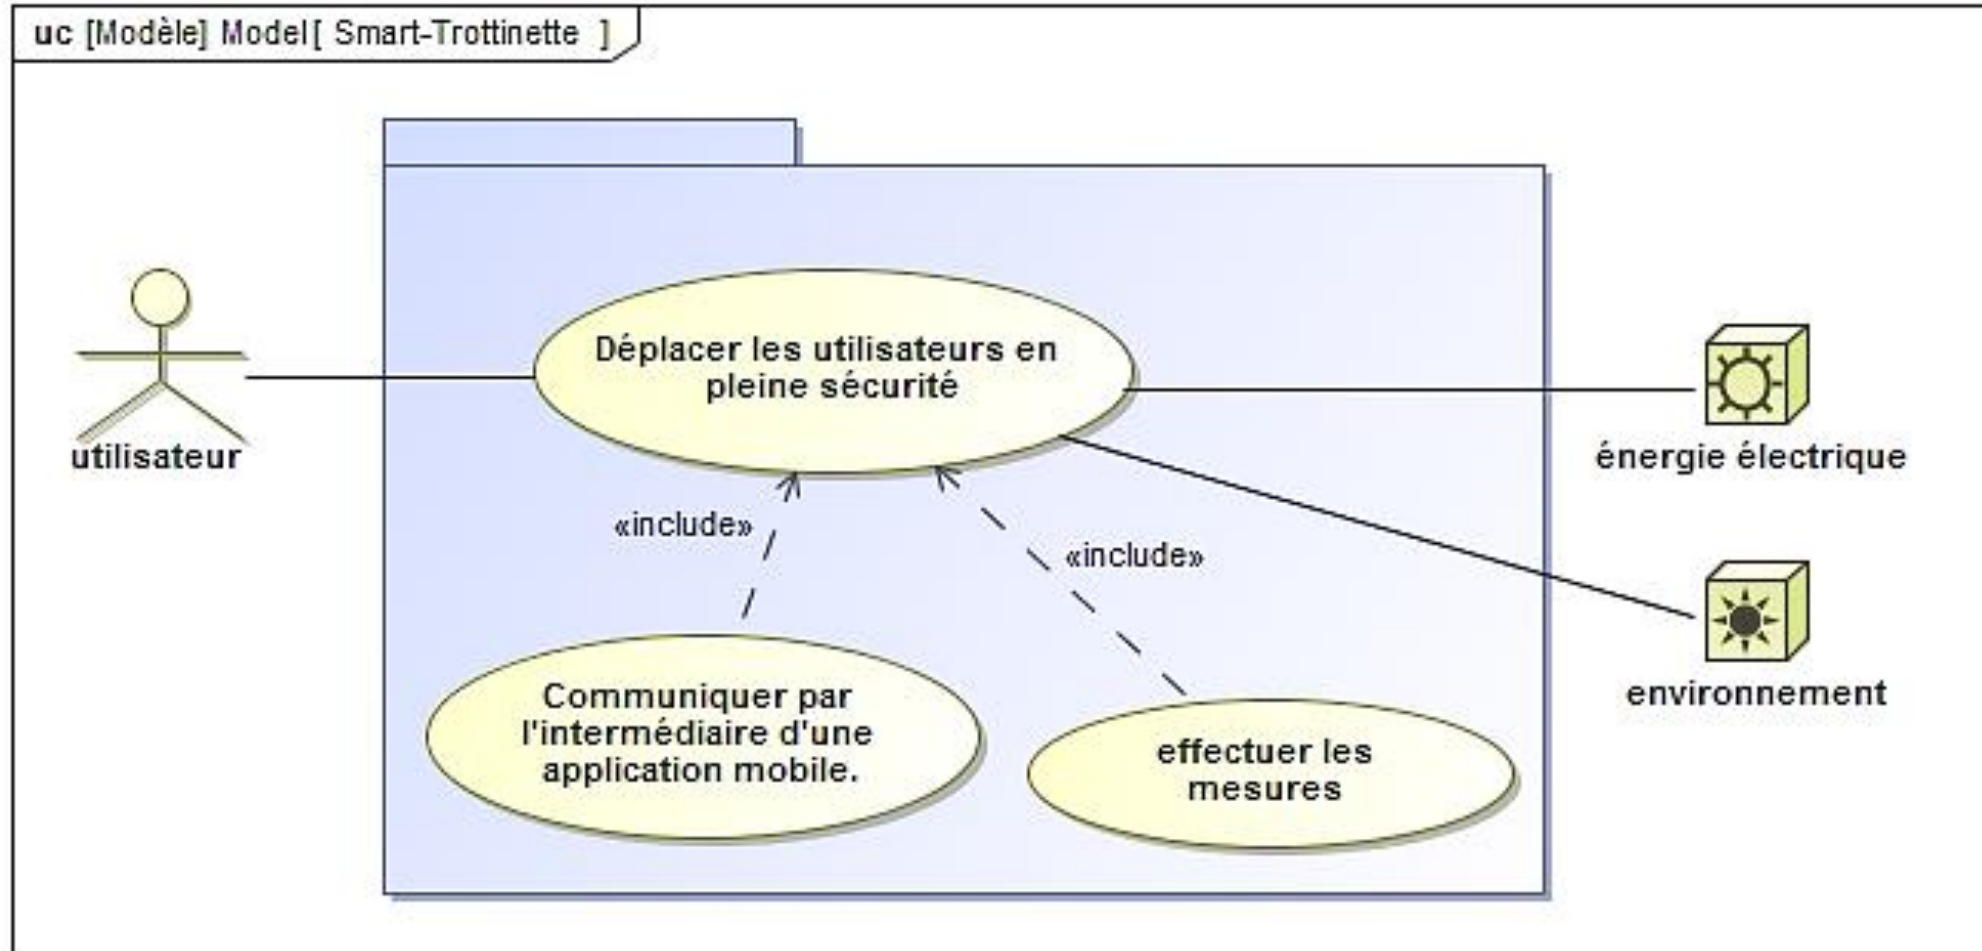 uc [Modèle] Model[ Smart-Trottinette ]
Déplacer les utilisateurs en
pleine sécurité
utilisateur
énergie électrique
«include»
«include»
environnement
Communiquer par
l'intermédiaire d'une
application mobile.
effectuer les
mesures